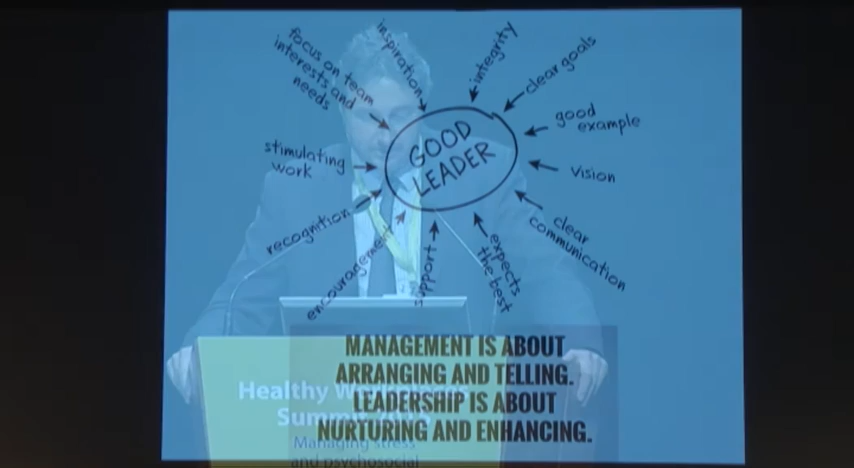 focus on team
interests and
needs
inspiration
integrity
clear goals
good
example
vision
clear
communication
expects
the best
support
encouragement
recognition
stimulating
work
GOOD
LEADER
MANAGEMENT IS ABOUT
ARRANGING AND TELLING.
LEADERSHIP IS ABOUT
NURTURING AND ENHANCING.
Healthy Workplaces
Summit
Managing stress
and psychosocial